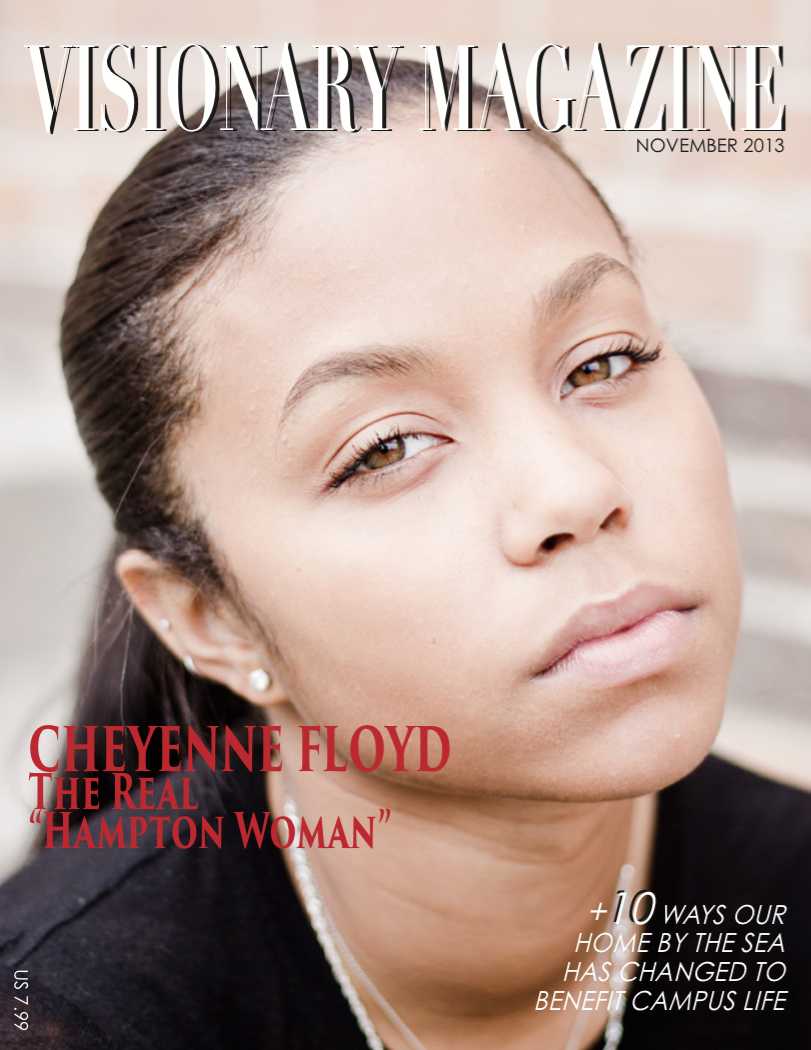 VISIONARY MAGAZINE
NOVEMBER 2013
CHEYENNE FLOYD
THE REAL
“HAMPTON WOMAN”
+10 WAYS OUR
HOME BY THE SEA
HAS CHANGED TO
BENEFIT CAMPUS LIFE
US 7.99